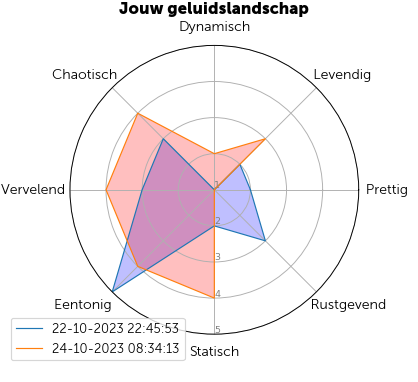 Jouw geluidslandschap
Dynamisch
Chaotisch
Levendig
Vervelend
Prettig
1
2
3
4
5
Eentonig
Rustgevend
Statisch
22-10-2023 22:45:53
24-10-2023 08:34:13